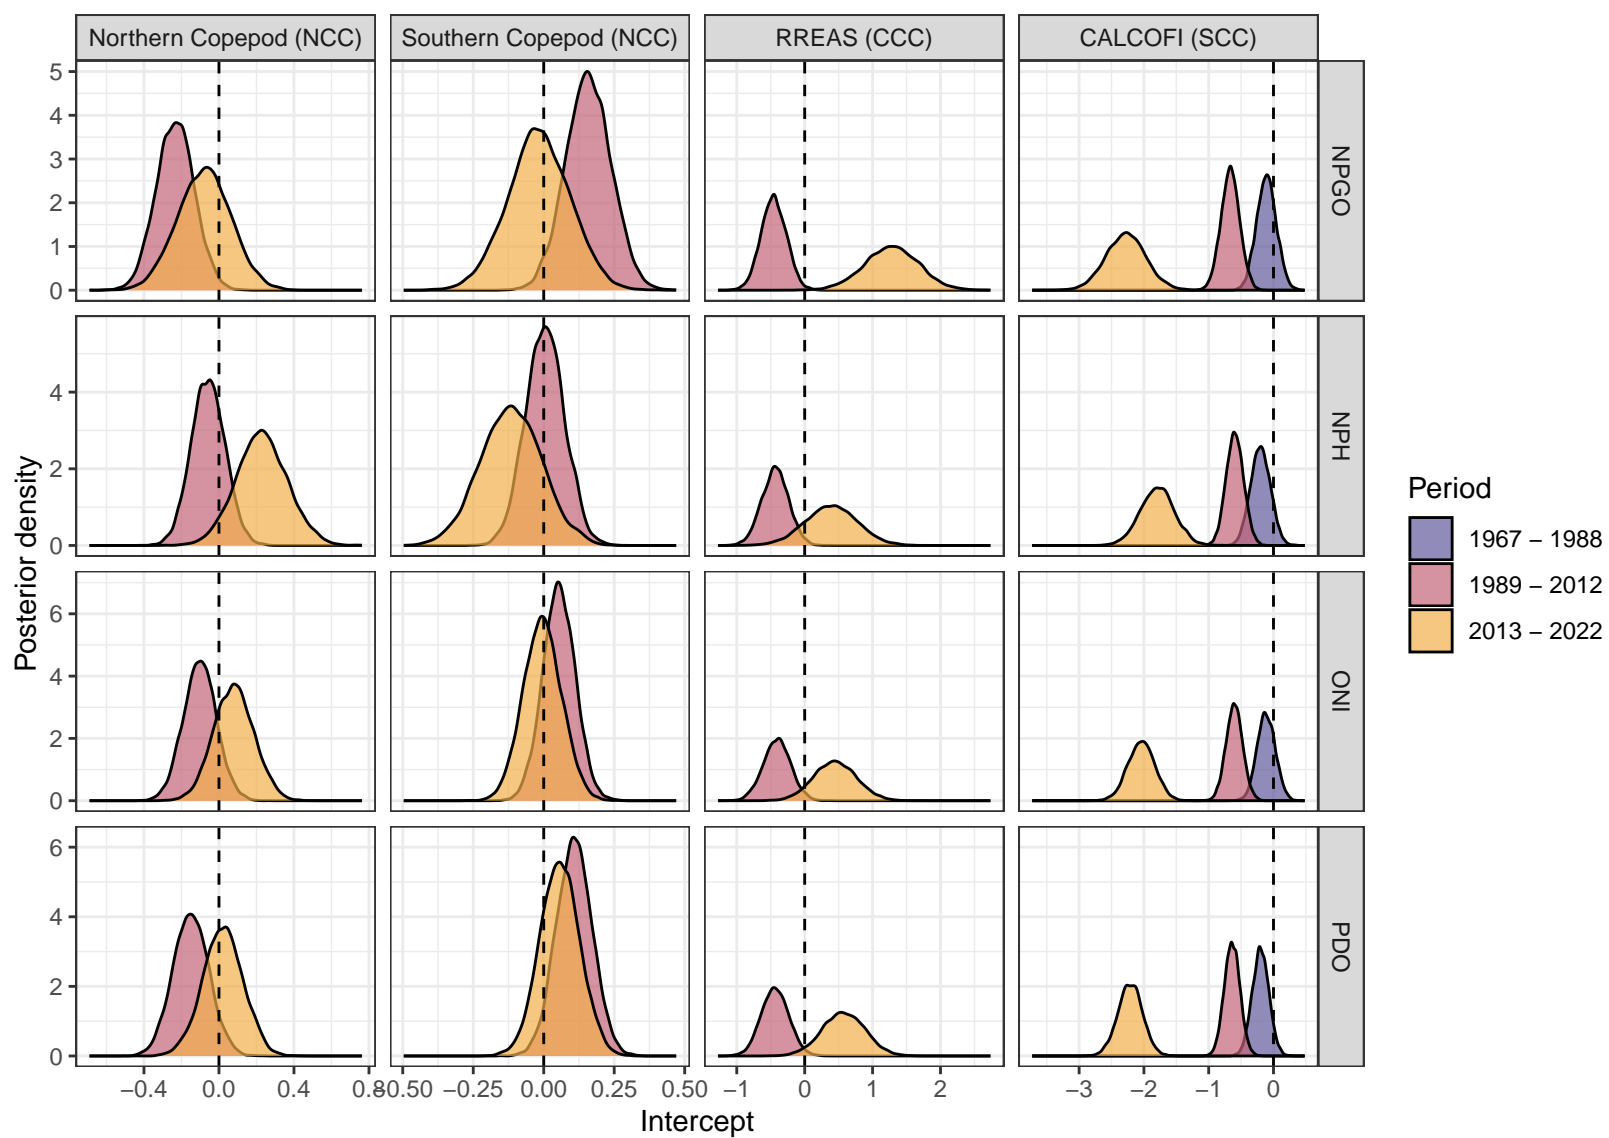 Northern Copepod (NCC) Southern Copepod (NCC) RREAS (CCC) CALCOFI (SCC)
5
4
3
2
1
0
NPGO
4
2
0
NPH
6
4
2
0
ONI
6
4
2
0
PDO
−0.4 0.0 0.4 0.8 0.50 −0.25 0.00 0.25 0.50 −1 0 1 2 −3 −2 −1 0
Intercept
Posterior density
Period
1967 − 1988
1989 − 2012
2013 − 2022